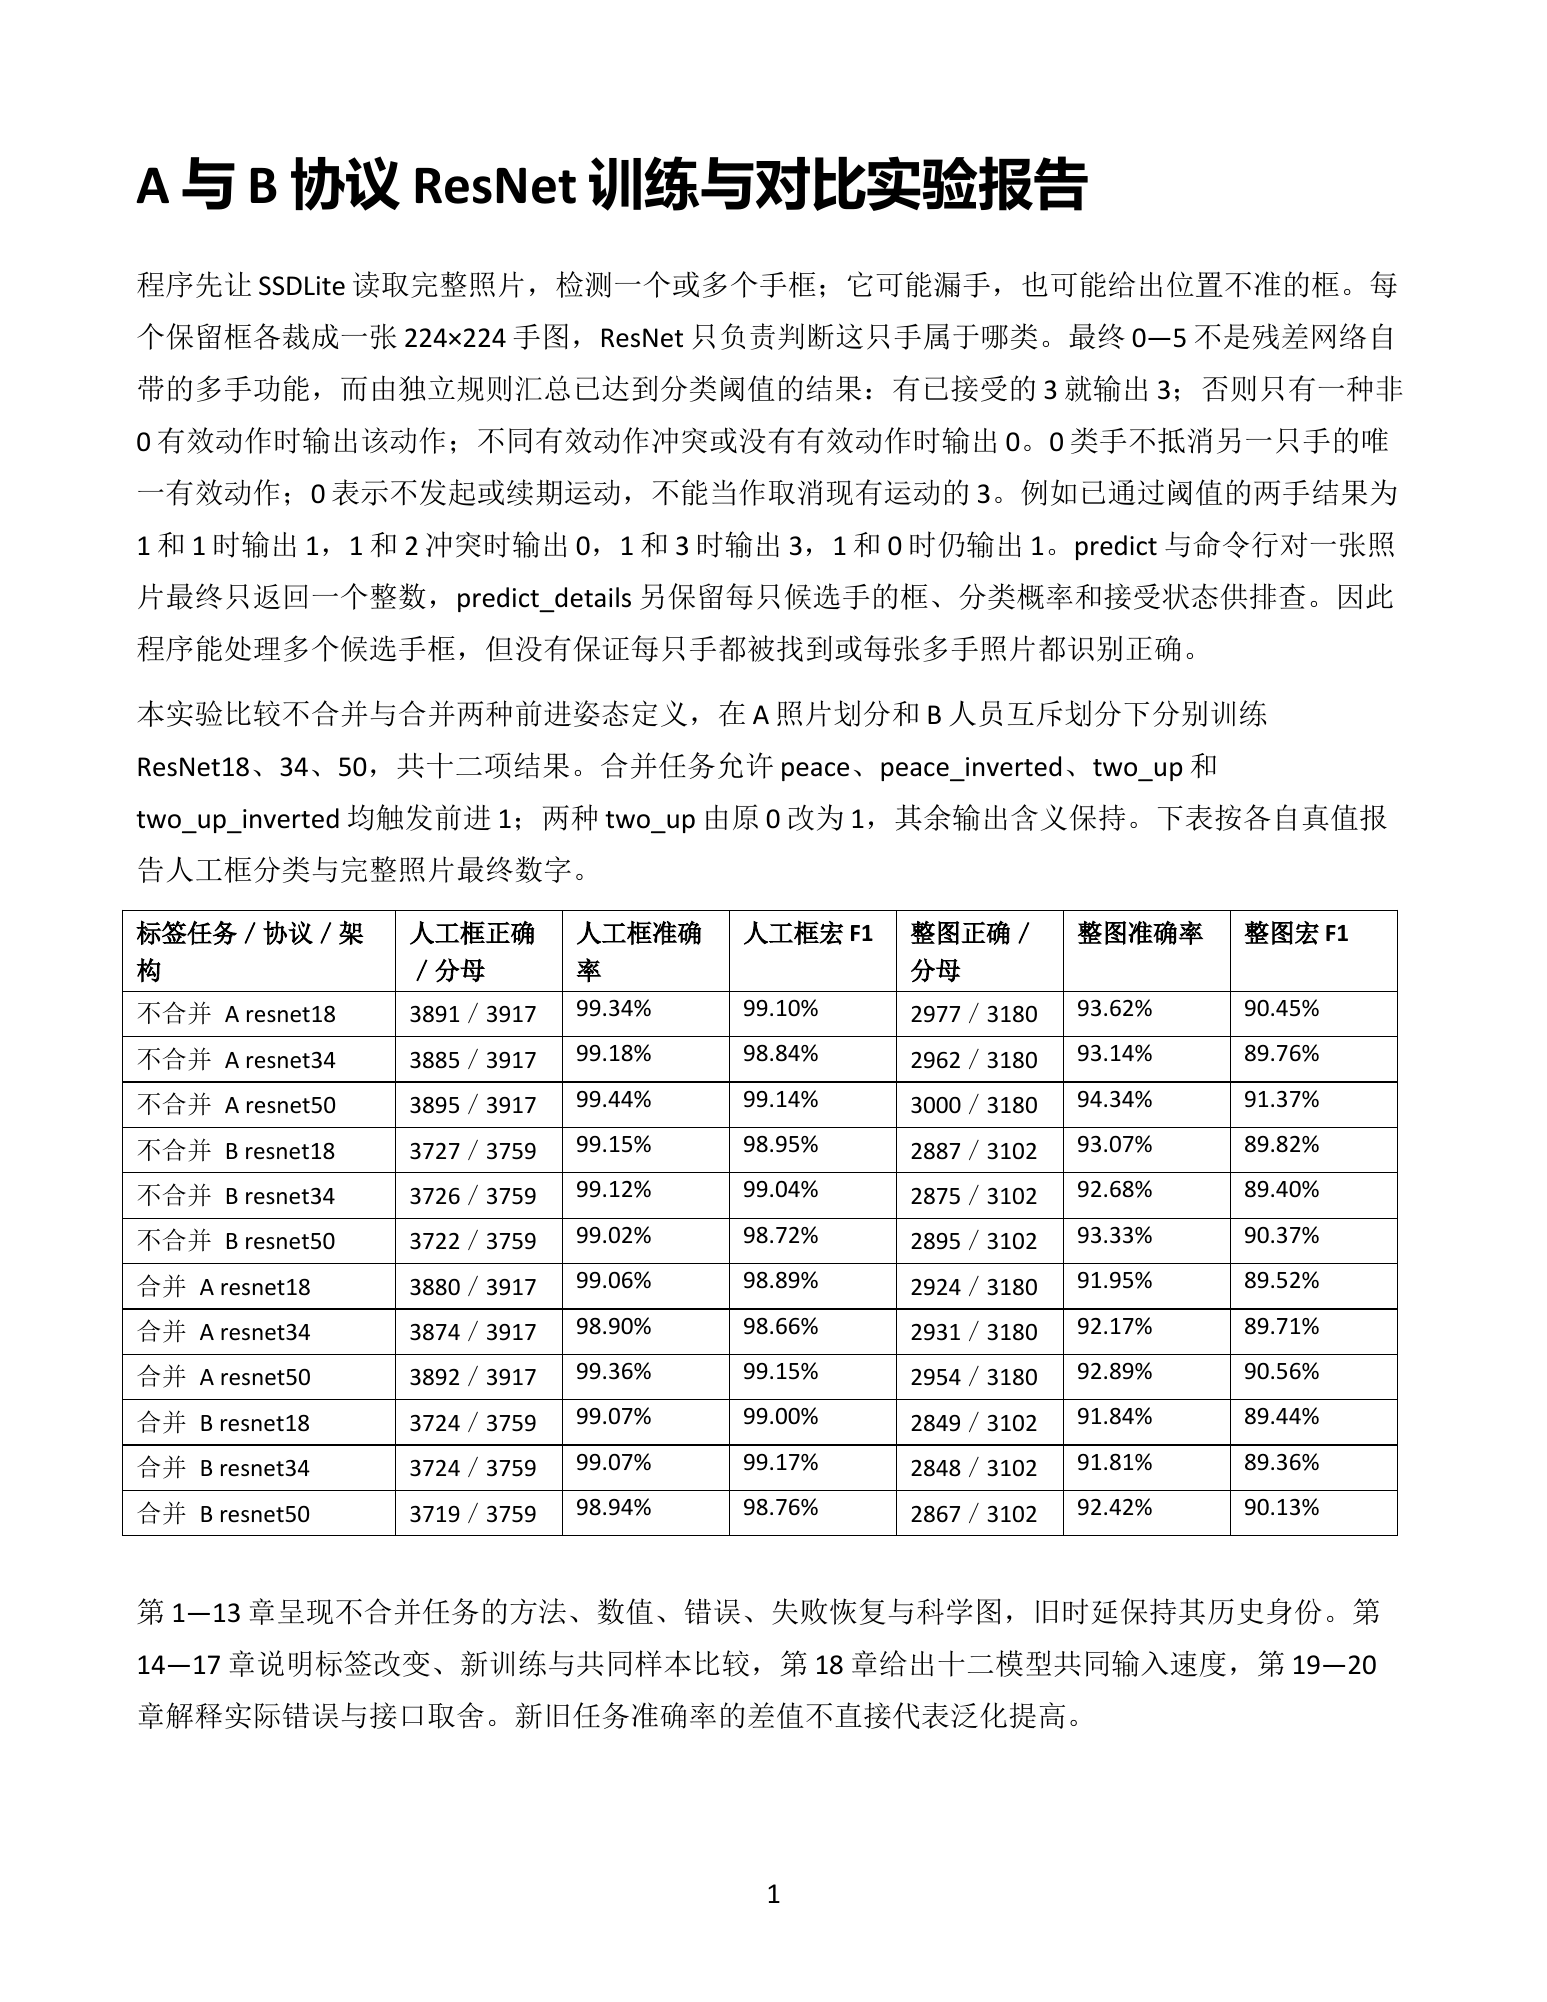 A 与 B 协议 ResNet 训练与对比实验报告
程序先让 SSDLite 读取完整照片，检测一个或多个手框；它可能漏手，也可能给出位置不准的框。每
个保留框各裁成一张 224×224 手图，ResNet 只负责判断这只手属于哪类。最终 0—5 不是残差网络自
带的多手功能，而由独立规则汇总已达到分类阈值的结果：有已接受的 3 就输出 3；否则只有一种非
0 有效动作时输出该动作；不同有效动作冲突或没有有效动作时输出 0。0 类手不抵消另一只手的唯
一有效动作；0 表示不发起或续期运动，不能当作取消现有运动的 3。例如已通过阈值的两手结果为
1 和 1 时输出 1，1 和 2 冲突时输出 0，1 和 3 时输出 3，1 和 0 时仍输出 1。predict 与命令行对一张照
片最终只返回一个整数，predict_details 另保留每只候选手的框、分类概率和接受状态供排查。因此
程序能处理多个候选手框，但没有保证每只手都被找到或每张多手照片都识别正确。
本实验比较不合并与合并两种前进姿态定义，在 A 照片划分和 B 人员互斥划分下分别训练
ResNet18、34、50，共十二项结果。合并任务允许 peace、peace_inverted、two_up 和
two_up_inverted 均触发前进 1；两种 two_up 由原 0 改为 1，其余输出含义保持。下表按各自真值报
告人工框分类与完整照片最终数字。
标签任务／协议／架构 人工框正确／分母 人工框准确率 人工框宏 F1 整图正确／分母 整图准确率 整图宏 F1
不合并 A resnet18 3891／3917 99.34% 99.10% 2977／3180 93.62% 90.45%
不合并 A resnet34 3885／3917 99.18% 98.84% 2962／3180 93.14% 89.76%
不合并 A resnet50 3895／3917 99.44% 99.14% 3000／3180 94.34% 91.37%
不合并 B resnet18 3727／3759 99.15% 98.95% 2887／3102 93.07% 89.82%
不合并 B resnet34 3726／3759 99.12% 99.04% 2875／3102 92.68% 89.40%
不合并 B resnet50 3722／3759 99.02% 98.72% 2895／3102 93.33% 90.37%
合并 A resnet18 3880／3917 99.06% 98.89% 2924／3180 91.95% 89.52%
合并 A resnet34 3874／3917 98.90% 98.66% 2931／3180 92.17% 89.71%
合并 A resnet50 3892／3917 99.36% 99.15% 2954／3180 92.89% 90.56%
合并 B resnet18 3724／3759 99.07% 99.00% 2849／3102 91.84% 89.44%
合并 B resnet34 3724／3759 99.07% 99.17% 2848／3102 91.81% 89.36%
合并 B resnet50 3719／3759 98.94% 98.76% 2867／3102 92.42% 90.13%
第 1—13 章呈现不合并任务的方法、数值、错误、失败恢复与科学图，旧时延保持其历史身份。第
14—17 章说明标签改变、新训练与共同样本比较，第 18 章给出十二模型共同输入速度，第 19—20
章解释实际错误与接口取舍。新旧任务准确率的差值不直接代表泛化提高。
1